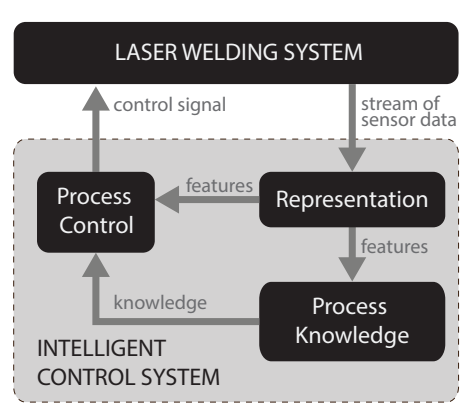 LASER WELDING SYSTEM
control signal
stream of
sensor data
Process
Control
features
Representation
features
knowledge
Process
Knowledge
INTELLIGENT
CONTROL SYSTEM